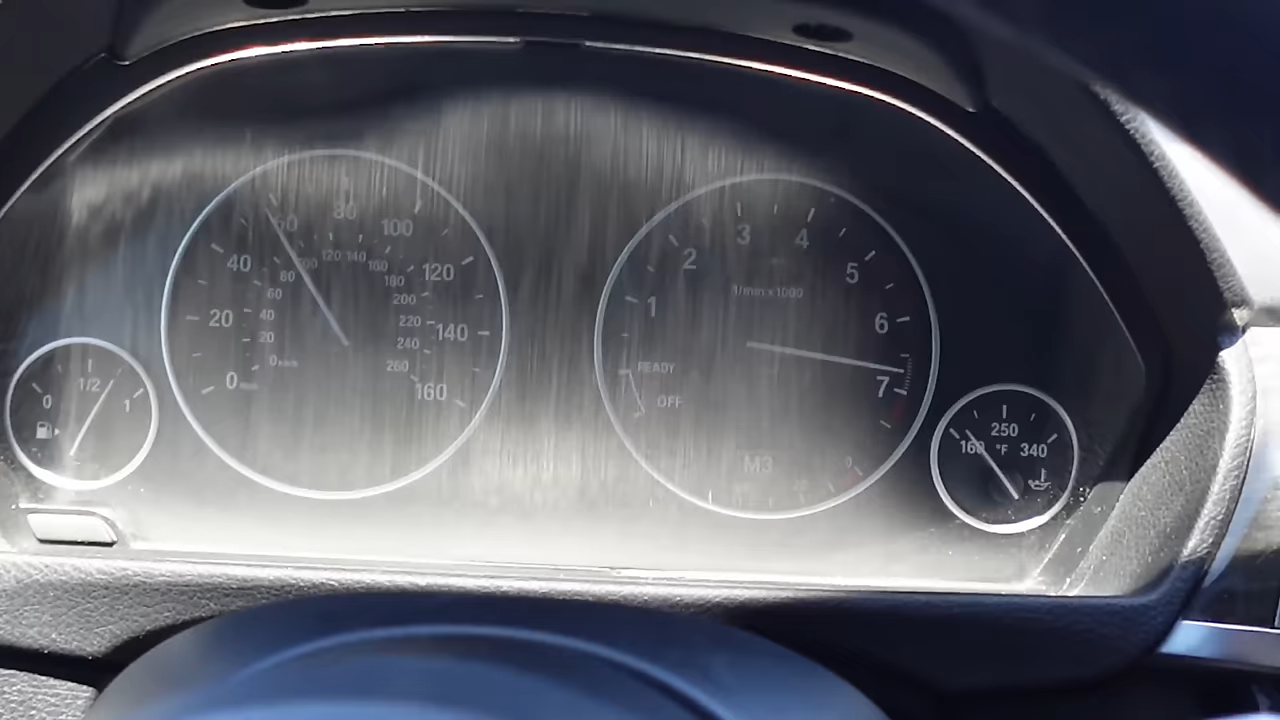 0 20 40 60 80 100 120 140 160
0 km/h 20 40 60 80 100 120 140 160 180 200 220 240 260
1 2 3 4 5 6 7
1/min x 1000
READY
OFF
M3
0 1/2 1
160 250 340
°F